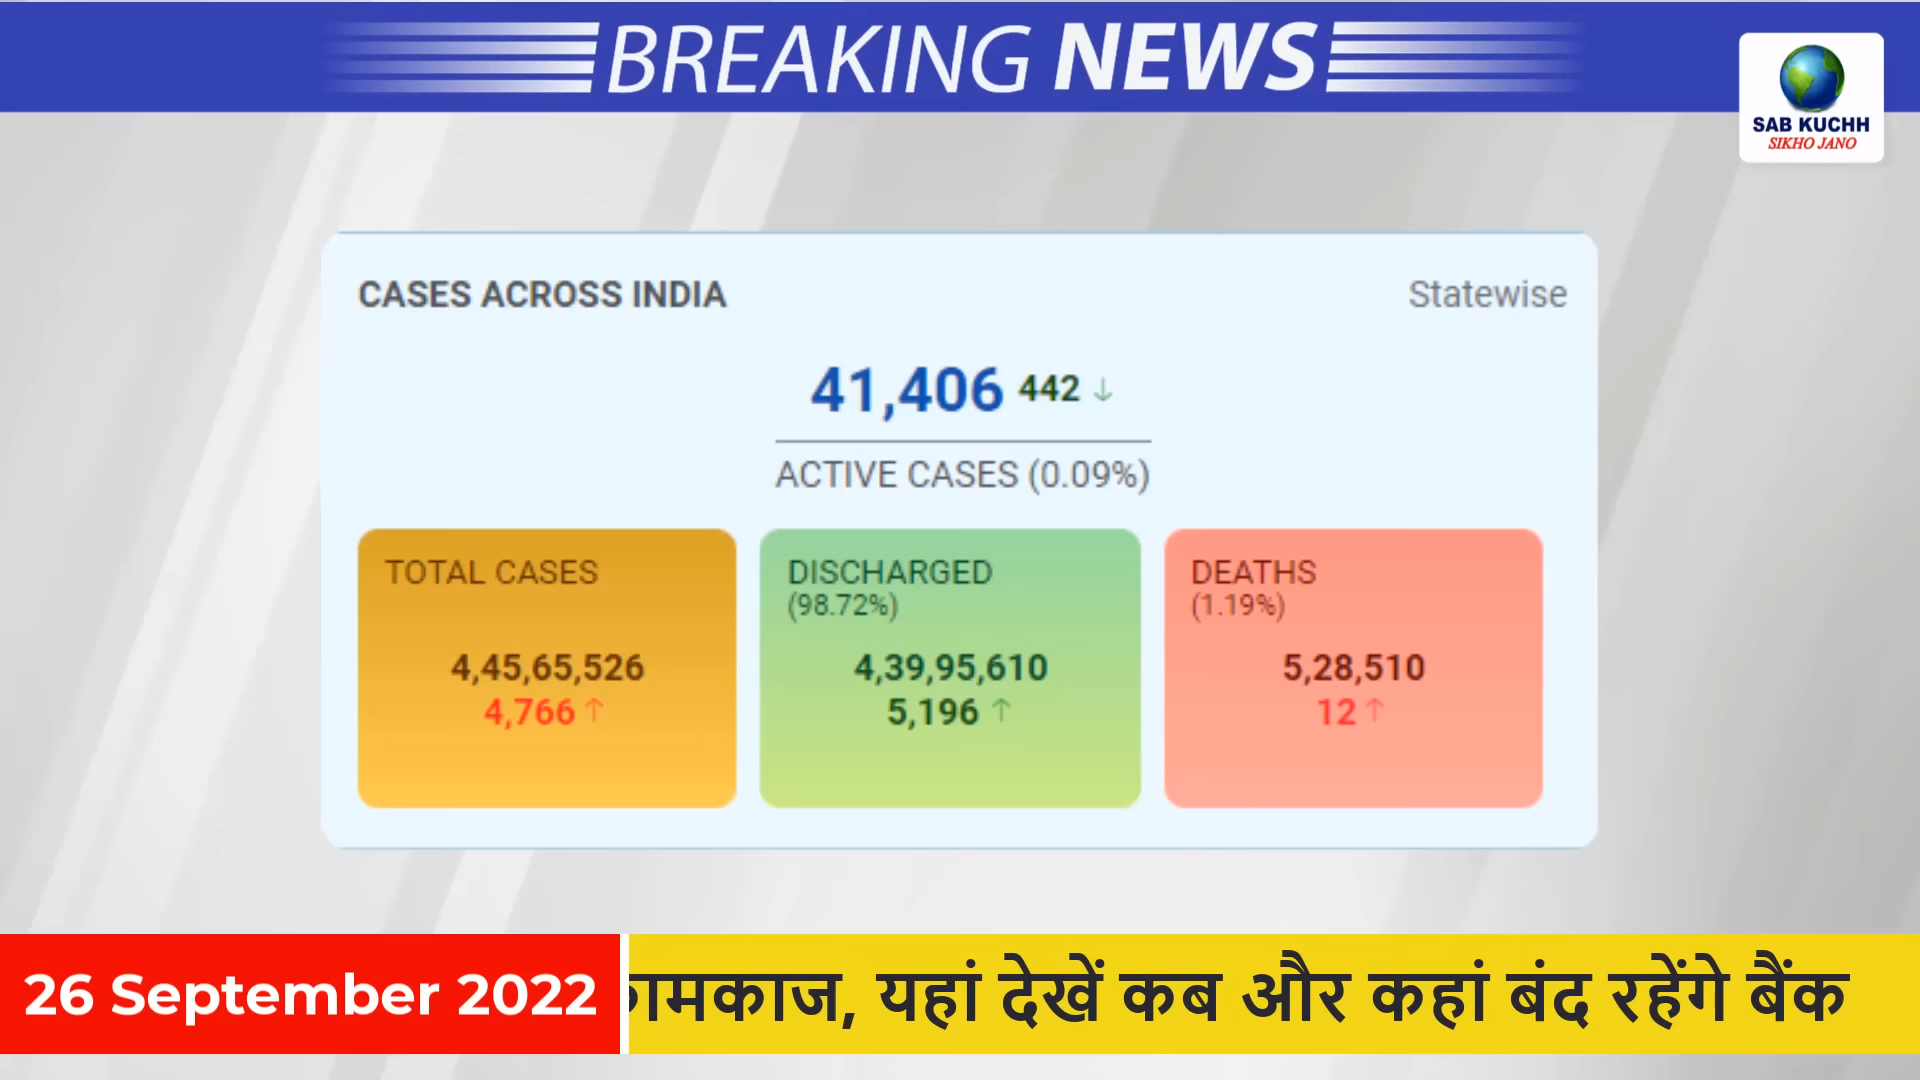 BREAKING NEWS
SAB KUCHH
SIKHO JANO
CASES ACROSS INDIA
Statewise
41,406 442 ↓
ACTIVE CASES (0.09%)
TOTAL CASES
4,45,65,526
4,766 ↑
DISCHARGED
(98.72%)
4,39,95,610
5,196 ↑
DEATHS
(1.19%)
5,28,510
12 ↑
26 September 2022
कामकाज, यहां देखें कब और कहां बंद रहेंगे बैंक